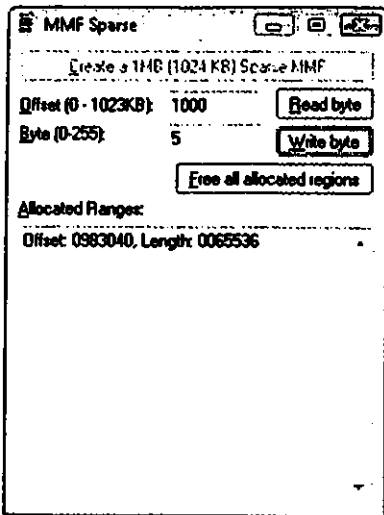 MMF Sparse
Create a 1MB (1024 KB) Sparse MMF
Offset (0 - 1023KB): 1000 Read byte
Byte (0-255): 5 Write byte
Free all allocated regions
Allocated Ranges:
Offset: 0983040, Length: 0065536